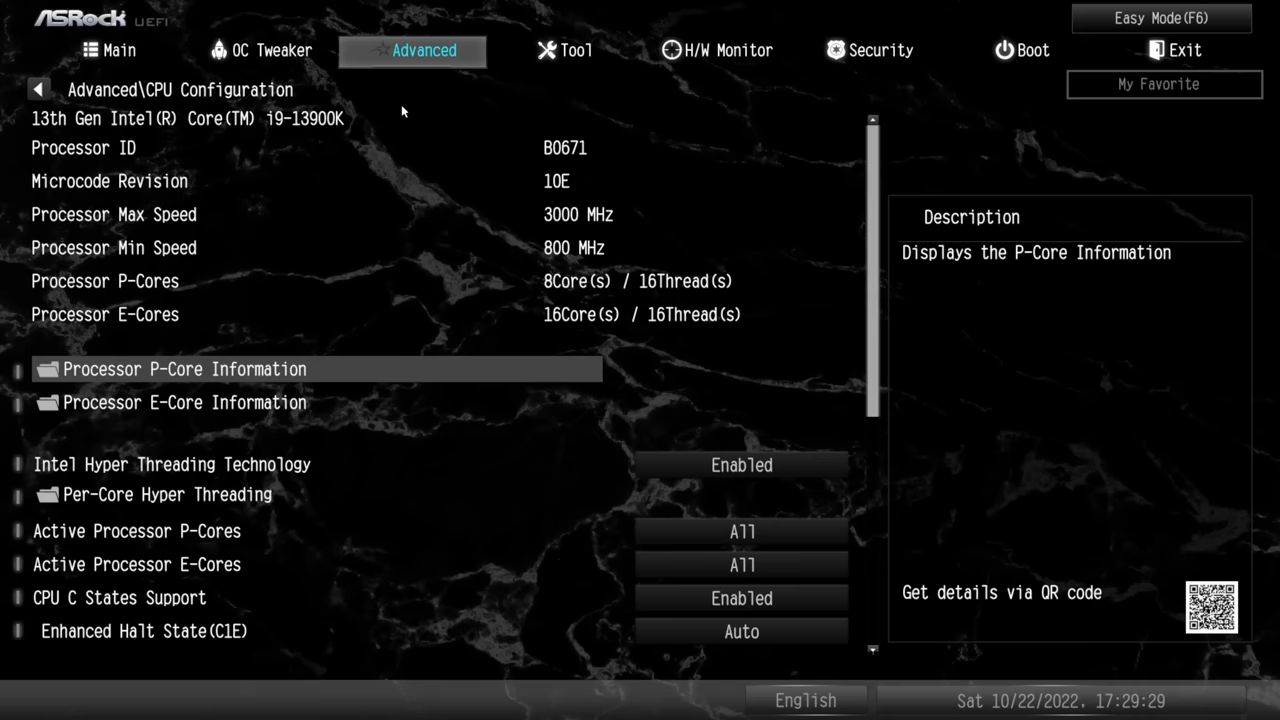 ASRock UEFI
Easy Mode(F6)
Main OC Tweaker Advanced Tool H/W Monitor Security Boot Exit
My Favorite
Advanced\CPU Configuration
13th Gen Intel(R) Core(TM) i9-13900K
Processor ID B0671
Microcode Revision 10E
Processor Max Speed 3000 MHz
Processor Min Speed 800 MHz
Processor P-Cores 8Core(s) / 16Thread(s)
Processor E-Cores 16Core(s) / 16Thread(s)
Processor P-Core Information
Processor E-Core Information
Intel Hyper Threading Technology Enabled
Per-Core Hyper Threading
Active Processor P-Cores All
Active Processor E-Cores All
CPU C States Support Enabled
Enhanced Halt State(C1E) Auto
Description
Displays the P-Core Information
Get details via QR code
English
Sat 10/22/2022, 17:29:29